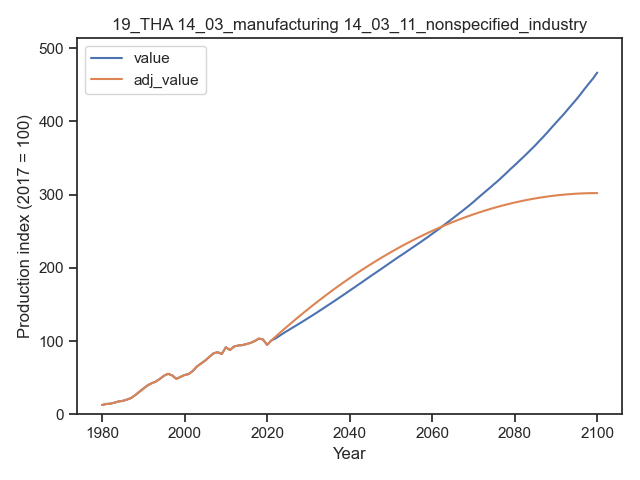 19_THA 14_03_manufacturing 14_03_11_nonspecified_industry
value
adj_value
Production index (2017 = 100)
500
400
300
200
100
0
1980
2000
2020
2040
2060
2080
2100
Year